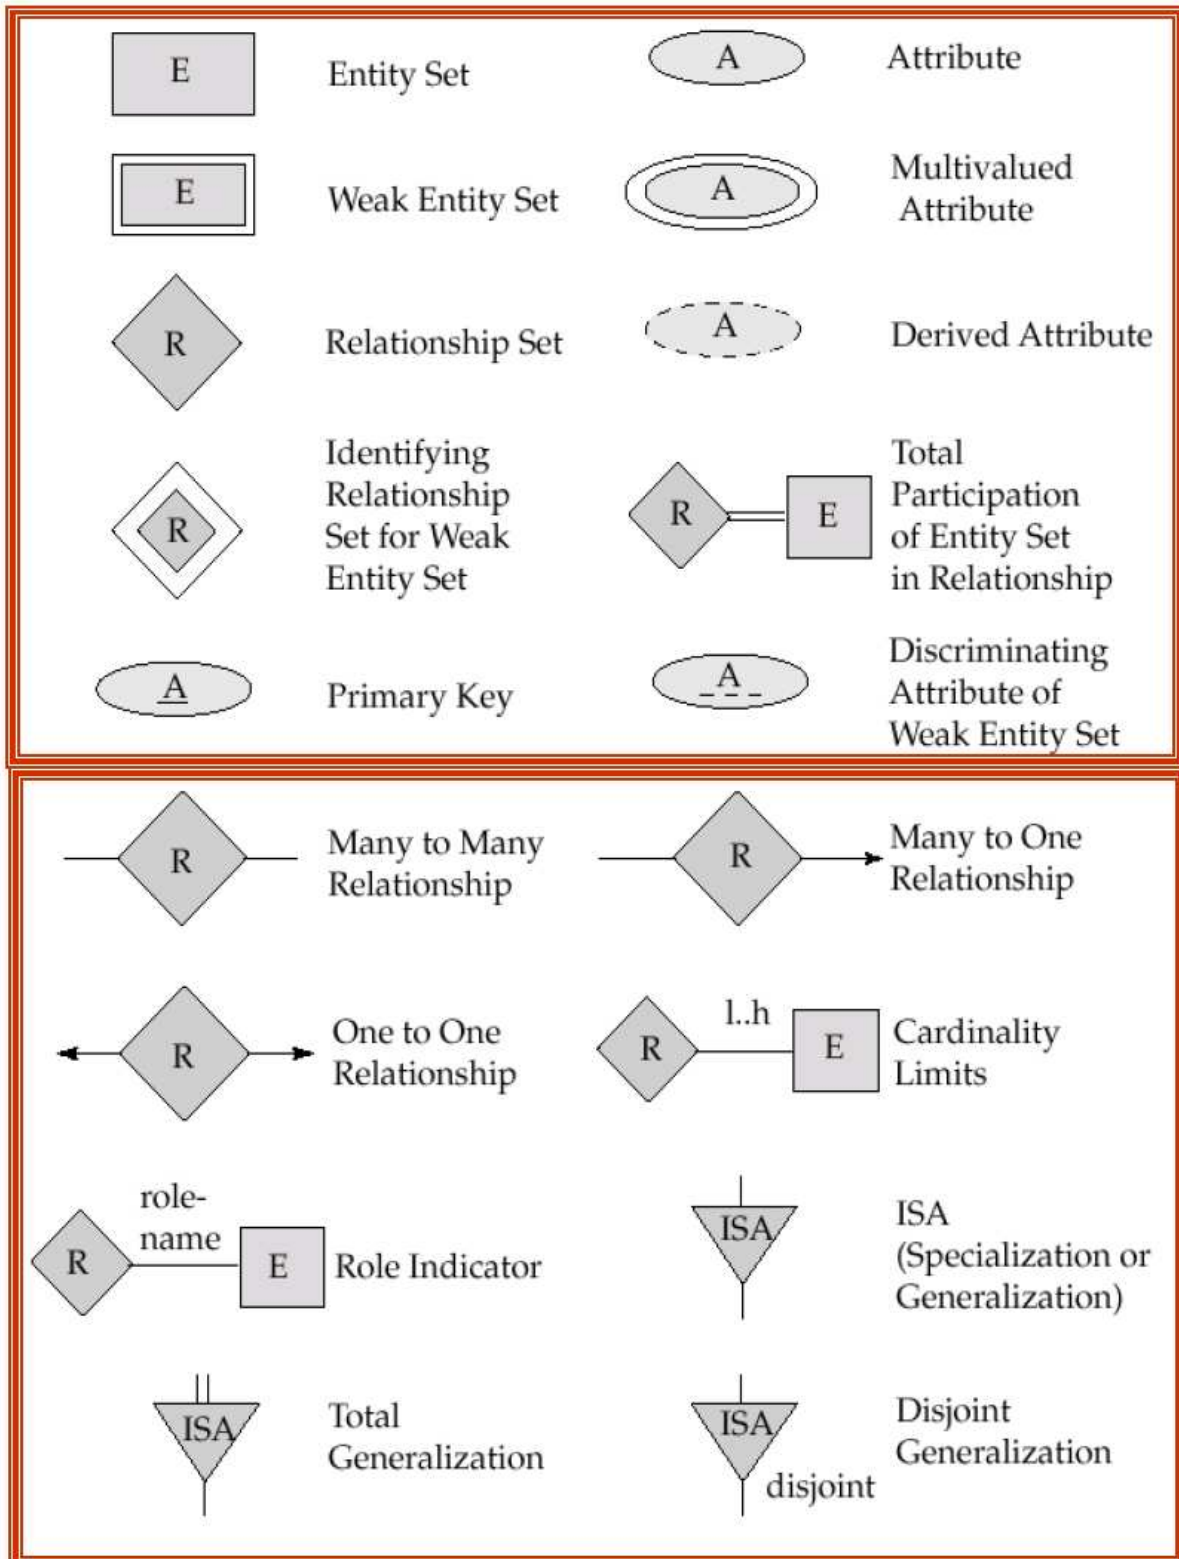 E
Entity Set
A
Attribute
E
Weak Entity Set
A
Multivalued
Attribute
R
Relationship Set
A
Derived Attribute
R
Identifying
Relationship
Set for Weak
Entity Set
R
E
Total
Participation
of Entity Set
in Relationship
A
Primary Key
A
Discriminating
Attribute of
Weak Entity Set
R
Many to Many
Relationship
R
Many to One
Relationship
R
One to One
Relationship
R
l..h
E
Cardinality
Limits
R
role-
name
E
Role Indicator
ISA
ISA
(Specialization or
Generalization)
ISA
Total
Generalization
ISA
disjoint
Disjoint
Generalization